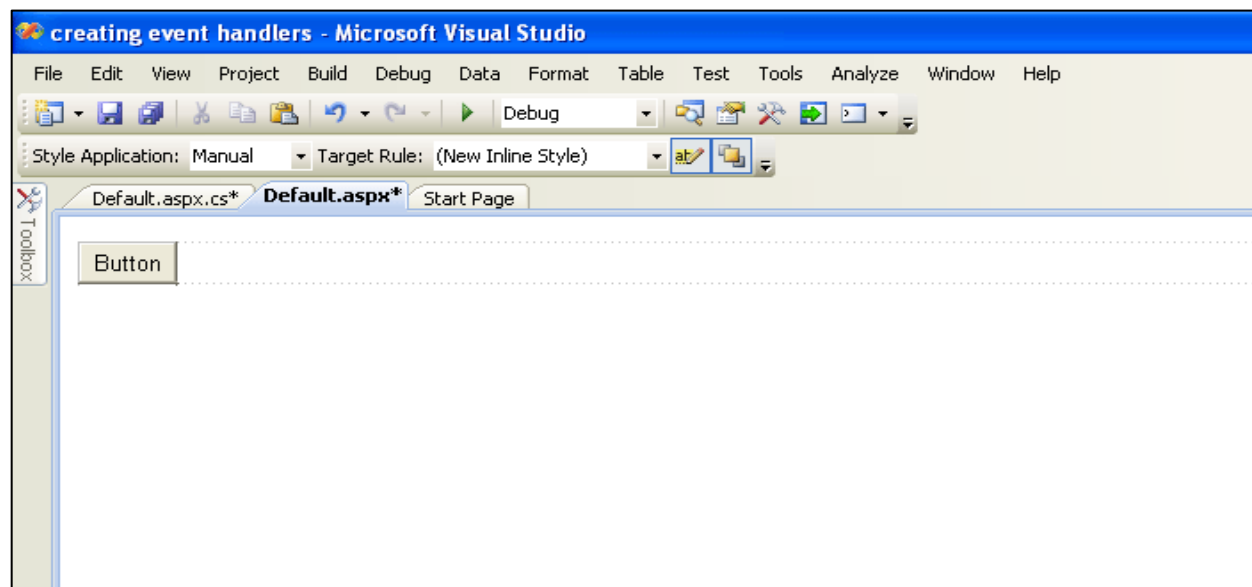 creating event handlers - Microsoft Visual Studio
File Edit View Project Build Debug Data Format Table Test Tools Analyze Window Help
Debug
Style Application: Manual Target Rule: (New Inline Style)
Default.aspx.cs* Default.aspx* Start Page
Toolbox
Button